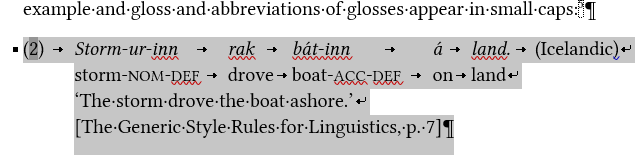 example and gloss and abbreviations of glosses appear in small caps.
(2) Storm-ur-inn rak bát-inn á land. (Icelandic)
storm-NOM-DEF drove boat-ACC-DEF on land
‘The storm drove the boat ashore.’
[The Generic Style Rules for Linguistics, p. 7]